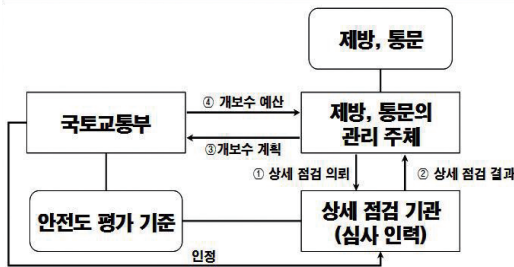 제방, 통문
④ 개보수 예산
국토교통부
제방, 통문의
관리 주체
③개보수 계획
① 상세 점검 의뢰
② 상세 점검 결과
안전도 평가 기준
상세 점검 기관
(심사 인력)
인정